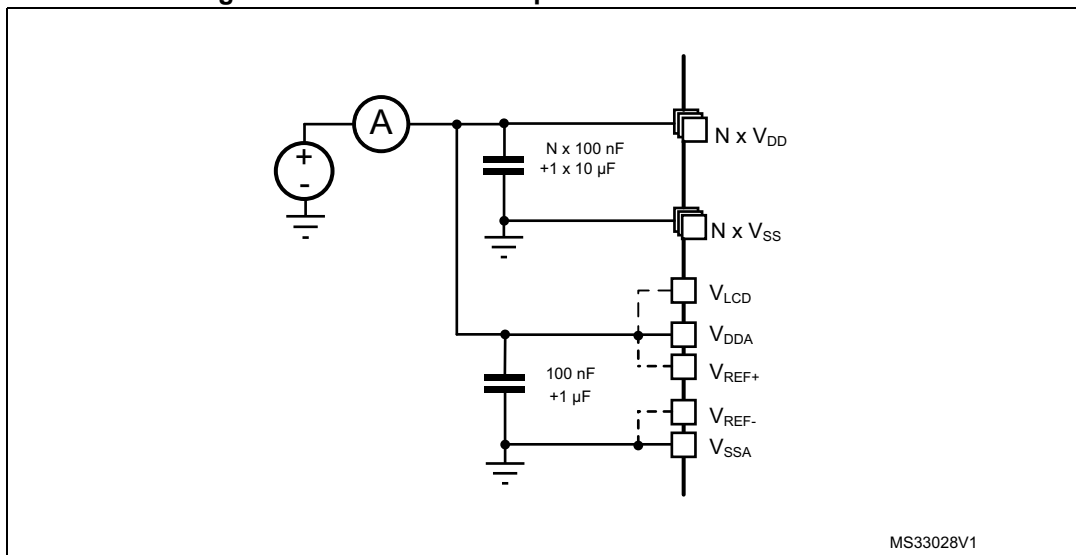 A
+
-
N x 100 nF
+1 x 10 µF
N x VDD
N x VSS
VLCD
VDDA
VREF+
100 nF
+1 µF
VREF-
VSSA
MS33028V1